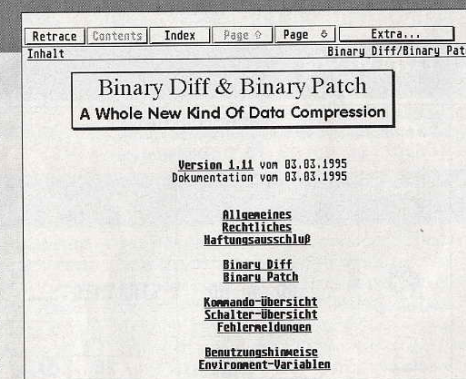 Retrace Contents Index Page ⇧ Page ⇩ Extra...
Inhalt Binary Diff/Binary Pat
Binary Diff & Binary Patch
A Whole New Kind Of Data Compression
Version 1.11 vom 03.03.1995
Dokumentation vom 03.03.1995
Allgemeines
Rechtliches
Haftungsausschluß
Binary Diff
Binary Patch
Kommando-Übersicht
Schalter-Übersicht
Fehlermeldungen
Benutzungshinweise
Environment-Variablen